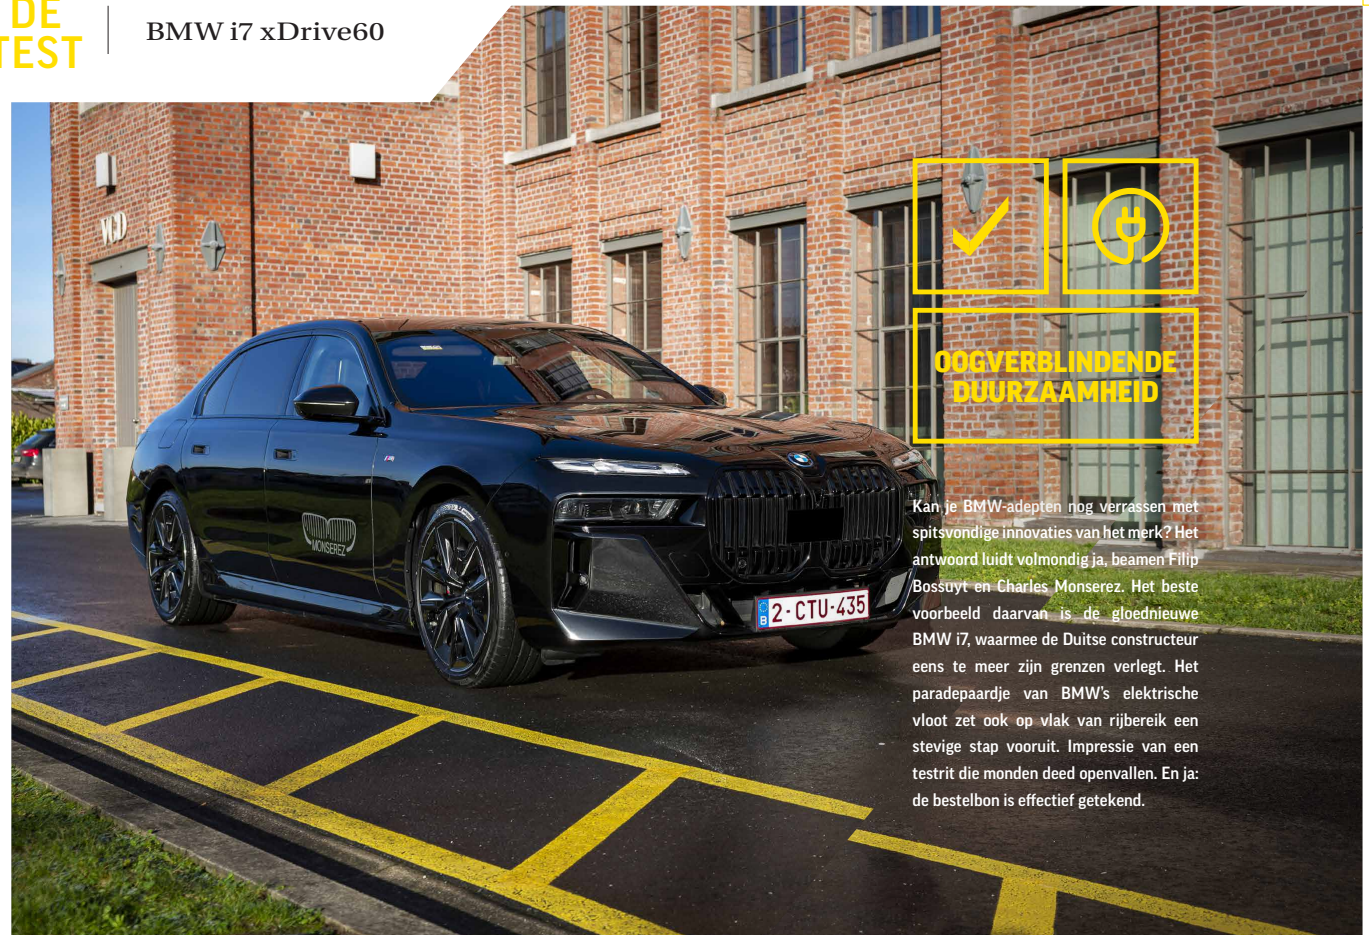 DE
TEST
BMW i7 xDrive60
VGD
OOGVERBLINDENDE
DUURZAAMHEID
MONSEREZ
B 2-CTU-435
Kan je BMW-adepten nog verrassen met
spitsvondige innovaties van het merk? Het
antwoord luidt volmondig ja, beamen Filip
Bossuyt en Charles Monserez. Het beste
voorbeeld daarvan is de gloednieuwe
BMW i7, waarmee de Duitse constructeur
eens te meer zijn grenzen verlegt. Het
paradepaardje van BMW’s elektrische
vloot zet ook op vlak van rijbereik een
stevige stap vooruit. Impressie van een
testrit die monden deed openvallen. En ja:
de bestelbon is effectief getekend.